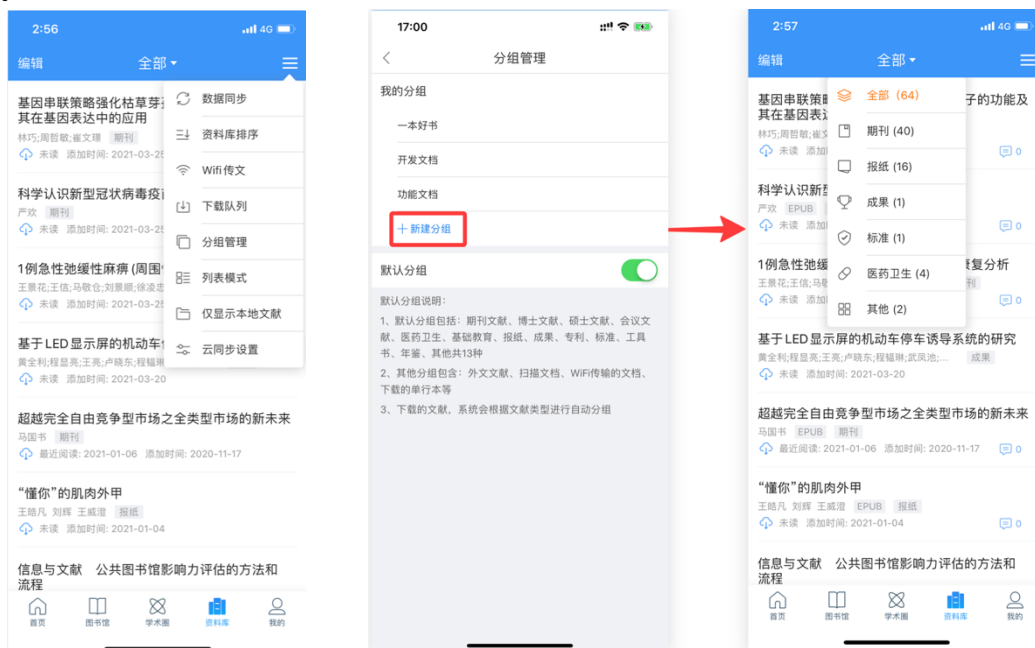 2:56
4G
编辑
全部
基因串联策略强化枯草芽
其在基因表达中的应用
林巧;周哲敏;崔文璟 期刊
未读 添加时间: 2021-03-25
科学认识新型冠状病毒疫
严欢 期刊
未读 添加时间: 2021-03-25
1例急性弛缓性麻痹 (周围
王景花;王信;马敬仓;刘景顺;徐凌忠
未读 添加时间: 2021-03-25
基于LED显示屏的机动车
黄全利;程显亮;王亮;卢晓东;程辐琳
未读 添加时间: 2021-03-20
超越完全自由竞争型市场之全类型市场的新未来
马国书 期刊
最近阅读: 2021-01-06 添加时间: 2020-11-17
“懂你”的肌肉外甲
王皓凡 刘辉 王威澄 报纸
未读 添加时间: 2021-01-04
信息与文献 公共图书馆影响力评估的方法和
流程
首页
图书馆
学术圈
资料库
我的
数据同步
资料库排序
Wifi传文
下载队列
分组管理
列表模式
仅显示本地文献
云同步设置
17:00
分组管理
我的分组
一本好书
开发文档
功能文档
新建分组
默认分组
默认分组说明:
1、默认分组包括：期刊文献、博士文献、硕士文献、会议文
献、医药卫生、基础教育、报纸、成果、专利、标准、工具
书、年鉴、其他共13种
2、其他分组包含：外文文献、扫描文档、WiFi传输的文档、
下载的单行本等
3、下载的文献，系统会根据文献类型进行自动分组
2:57
4G
编辑
全部
基因串联策
子的功能及
其在基因表达
林巧;周哲敏;崔文
未读 添加
0
科学认识新型
严欢 EPUB
未读 添加
0
1例急性弛缓
复分析
王景花;王信;马敬
刊
未读 添加
0
基于LED显示屏的机动车停车诱导系统的研究
黄全利;程显亮;王亮;卢晓东;程辐琳;武凤池;... 成果
未读 添加时间: 2021-03-20
超越完全自由竞争型市场之全类型市场的新未来
马国书 EPUB 期刊
最近阅读: 2021-01-06 添加时间: 2020-11-17 0
“懂你”的肌肉外甲
王皓凡 刘辉 王威澄 EPUB 报纸
未读 添加时间: 2021-01-04 0
信息与文献 公共图书馆影响力评估的方法和
流程
首页
图书馆
学术圈
资料库
我的
全部 (64)
期刊 (40)
报纸 (16)
成果 (1)
标准 (1)
医药卫生 (4)
其他 (2)